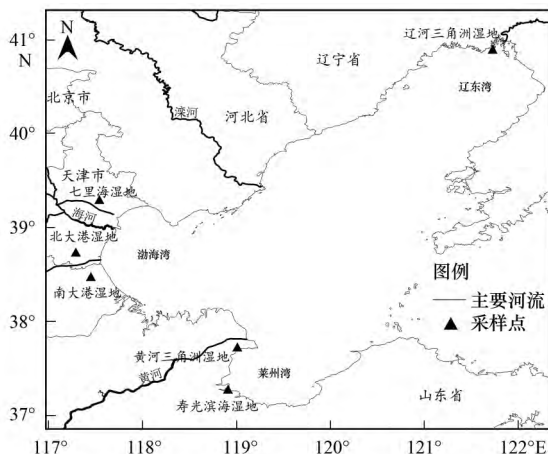 41°
N
N
辽河三角洲湿地
辽宁省
辽东湾
北京市
滦河
河北省
40°
天津市
七里海湿地
海河
39°
北大港湿地
渤海湾
南大港湿地
图例
主要河流
采样点
38°
黄河三角洲湿地
黄河
莱州湾
寿光滨海湿地
山东省
37°
117°
118°
119°
120°
121°
122°E